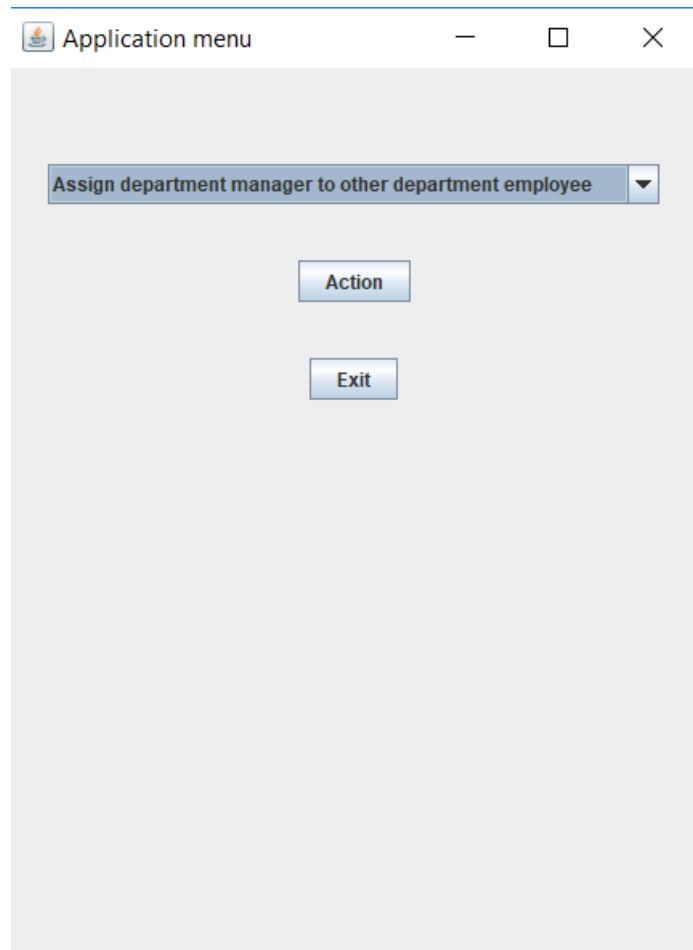 Application menu
Assign department manager to other department employee
Action
Exit